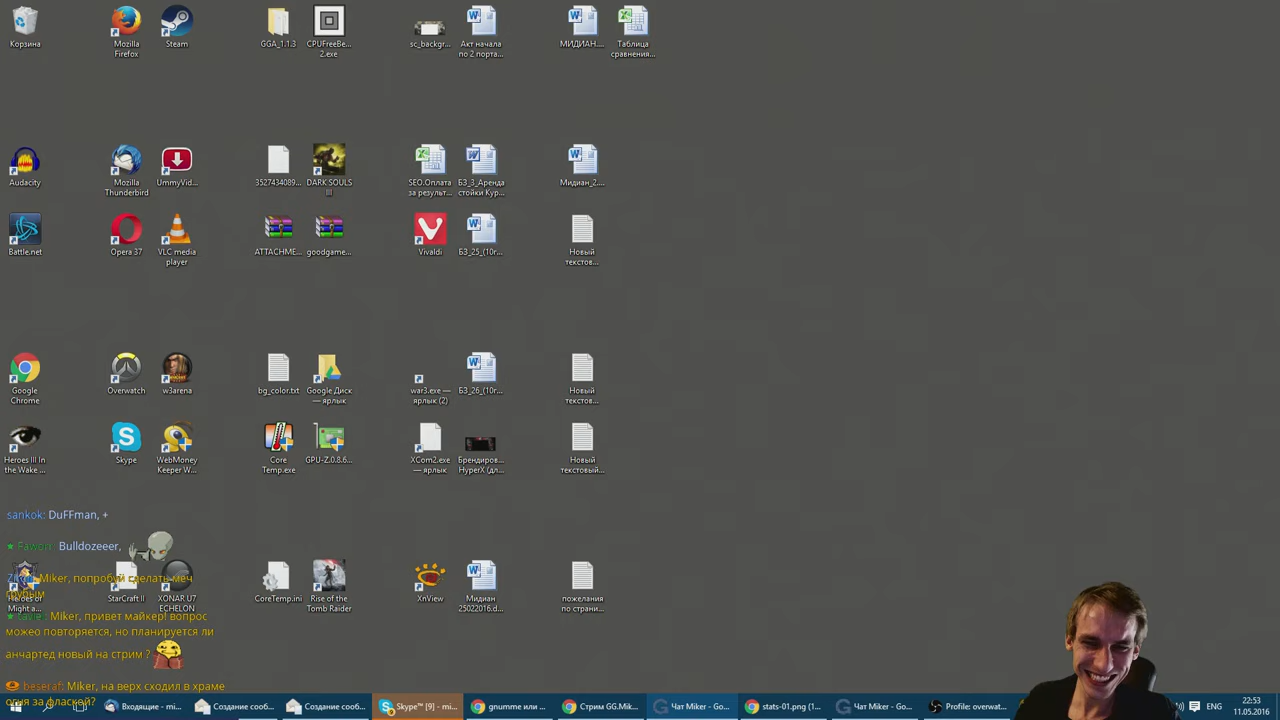 Корзина
Mozilla
Firefox
Steam
GGA_1.1.3
CPUFreeBe...
2.exe
sc_backgr...
Акт начала
по 2 порта...
МИДИАН....
Таблица
сравнения...
Audacity
Mozilla
Thunderbird
UmmyVid...
3527434089...
DARK SOULS
III
SEO.Оплата
за результ...
БЗ_3_Аренда
стойки Кур...
Мидиан_2....
Battle.net
Opera 37
VLC media
player
ATTACHME...
goodgame...
Vivaldi
БЗ_25_(10г...
Новый
текстов...
Google
Chrome
Overwatch
w3arena
bg_color.txt
Google Диск
— ярлык
war3.exe —
ярлык (2)
БЗ_26_(10г...
Новый
текстов...
Heroes III In
the Wake ...
Skype
WebMoney
Keeper W...
Core
Temp.exe
GPU-Z.0.8.6...
XCom2.exe
— ярлык
Брендиров...
HyperX (дл...
Новый
текстовый...
sankok: DuFFman, +
Fawor: Bulldozeeer,
Miker, попробуй сделать меч
грубым
Heroes of
Might a...
StarCraft II
XONAR U7
ECHELON
CoreTemp.ini
Rise of the
Tomb Raider
XnView
Мидиан
25022016.d...
пожелания
по страни...
Miker, привет майкер! вопрос
можео повторяется, но планируется ли
анчартед новый на стрим ?
beseraf: Miker, на верх сходил в храме
огня за флаской?
Входящие - mi...
Создание сооб...
Создание сооб...
Skype™ [9] - mi...
gnumme или ...
Стрим GG.Mik...
Чат Miker - Go...
stats-01.png (1...
Чат Miker - Go...
Profile: overwat...
ENG
22:53
11.05.2016